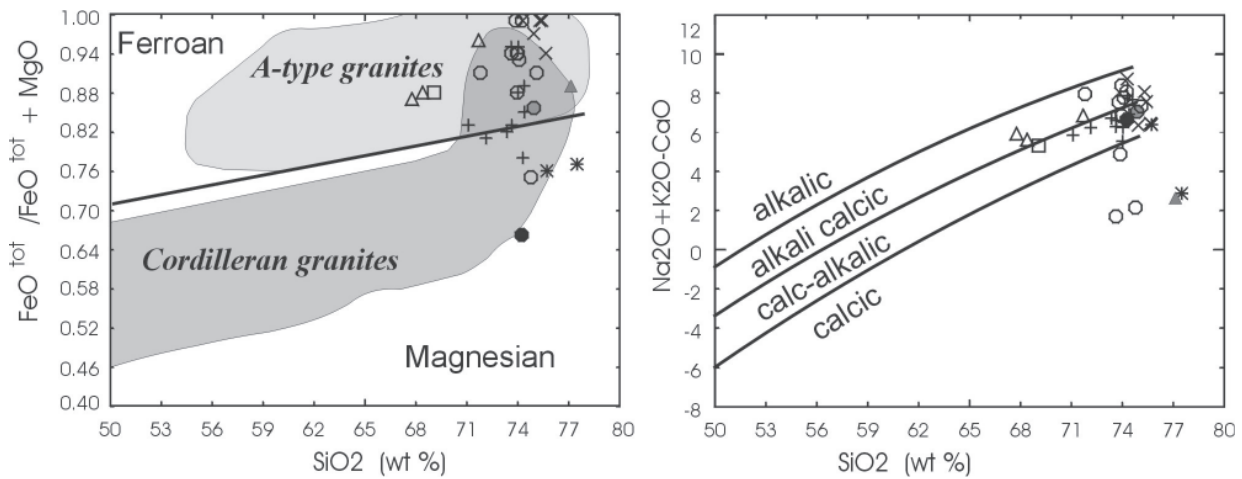 FeO tot /FeO tot + MgO
1.00
0.94
0.88
0.82
0.76
0.70
0.64
0.58
0.52
0.46
0.40
Ferroan
A-type granites
Cordilleran granites
Magnesian
50 53 56 59 62 65 68 71 74 77 80
SiO2 (wt %)
Na2O+K2O-CaO
12
10
8
6
4
2
0
-2
-4
-6
-8
alkalic
alkali calcic
calc-alkalic
calcic
50 53 56 59 62 65 68 71 74 77 80
SiO2 (wt %)